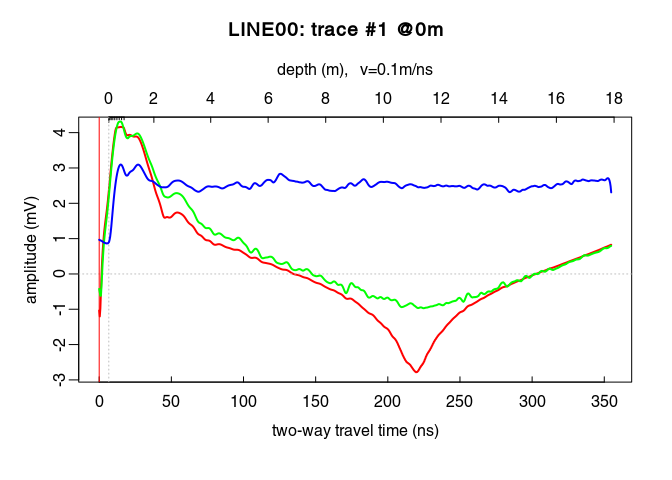 LINE00: trace #1 @0m
depth (m),   v=0.1m/ns
0 2 4 6 8 10 12 14 16 18
4
3
2
1
0
-1
-2
-3
amplitude (mV)
0 50 100 150 200 250 300 350
two-way travel time (ns)